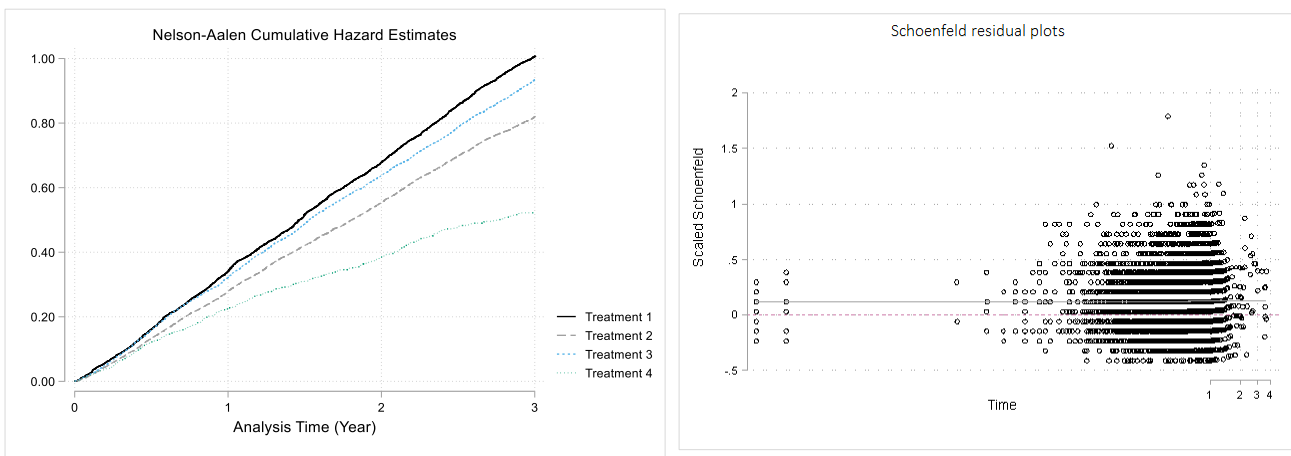 Nelson-Aalen Cumulative Hazard Estimates
1.00
0.80
0.60
0.40
0.20
0.00
0
1
2
3
Analysis Time (Year)
Treatment 1
Treatment 2
Treatment 3
Treatment 4
Schoenfeld residual plots
Scaled Schoenfeld
2
1.5
1
.5
0
-.5
1
2
3
4
Time